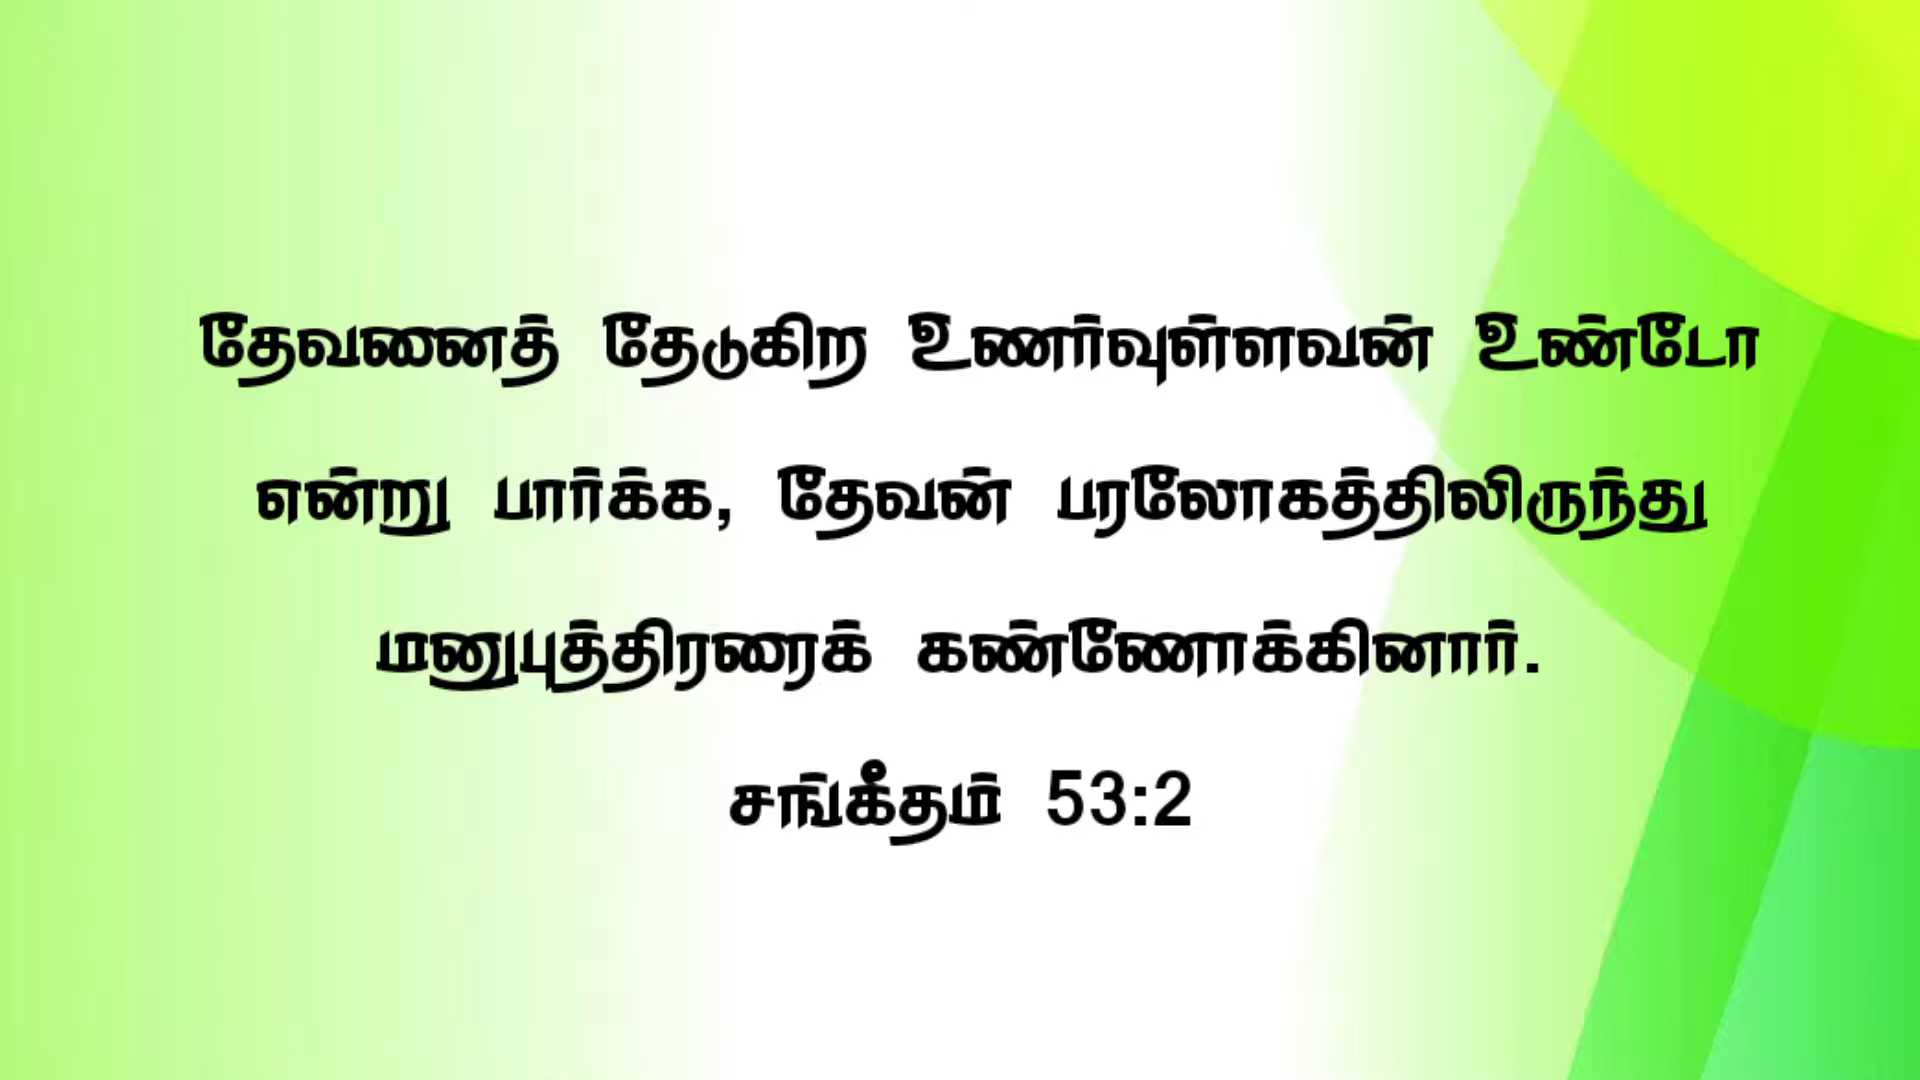 தேவனைத் தேடுகிற உணர்வுள்ளவன் உண்டோ
என்று பார்க்க, தேவன் பரலோகத்திலிருந்து
மனுபுத்திரரைக் கண்ணோக்கினார்.
சங்கீதம் 53:2